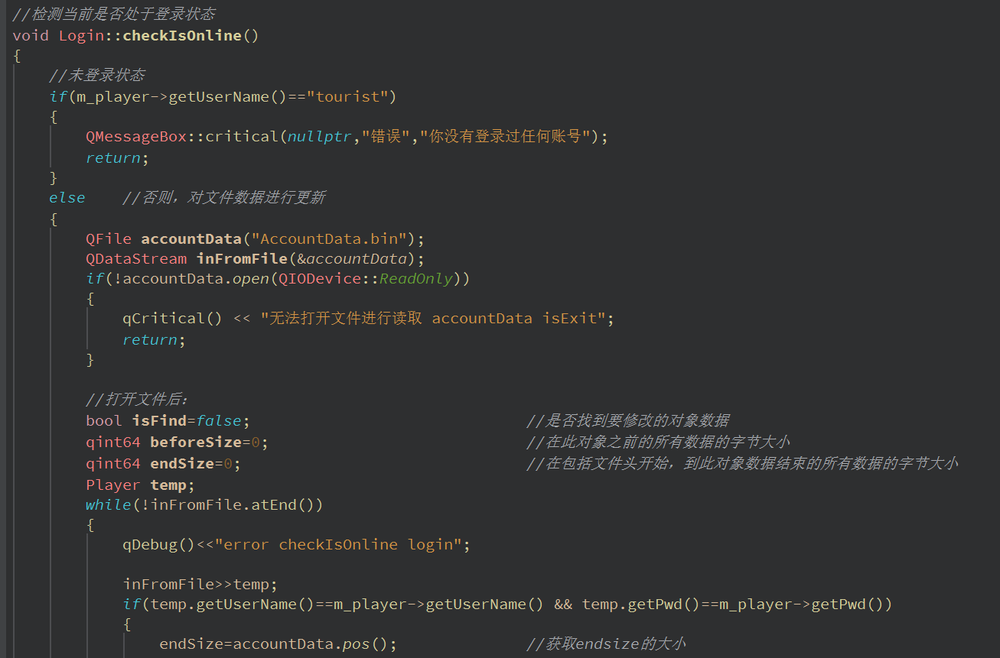 //检测当前是否处于登录状态
void Login::checkIsOnline()
{
//未登录状态
if(m_player->getUserName()=="tourist")
{
QMessageBox::critical(nullptr,"错误","你没有登录过任何账号");
return;
}
else //否则，对文件数据进行更新
{
QFile accountData("AccountData.bin");
QDataStream inFromFile(&accountData);
if(!accountData.open(QIODevice::ReadOnly))
{
qCritical() << "无法打开文件进行读取 accountData isExit";
return;
}
//打开文件后：
bool isFind=false; //是否找到要修改的对象数据
qint64 beforeSize=0; //在此对象之前的所有数据的字节大小
qint64 endSize=0; //在包括文件头开始，到此对象数据结束的所有数据的字节大小
Player temp;
while(!inFromFile.atEnd())
{
qDebug()<<"error checkIsOnline login";
inFromFile>>temp;
if(temp.getUserName()==m_player->getUserName() && temp.getPwd()==m_player->getPwd())
{
endSize=accountData.pos(); //获取endsize的大小